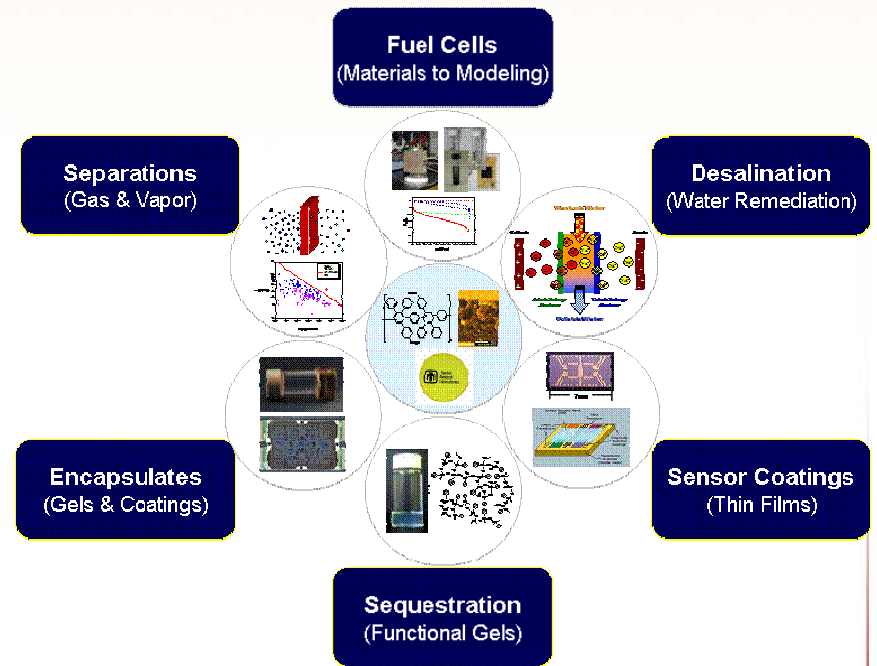 Fuel Cells
(Materials to Modeling)
Separations
(Gas & Vapor)
Desalination
(Water Remediation)
Encapsulates
(Gels & Coatings)
Sensor Coatings
(Thin Films)
Sequestration
(Functional Gels)